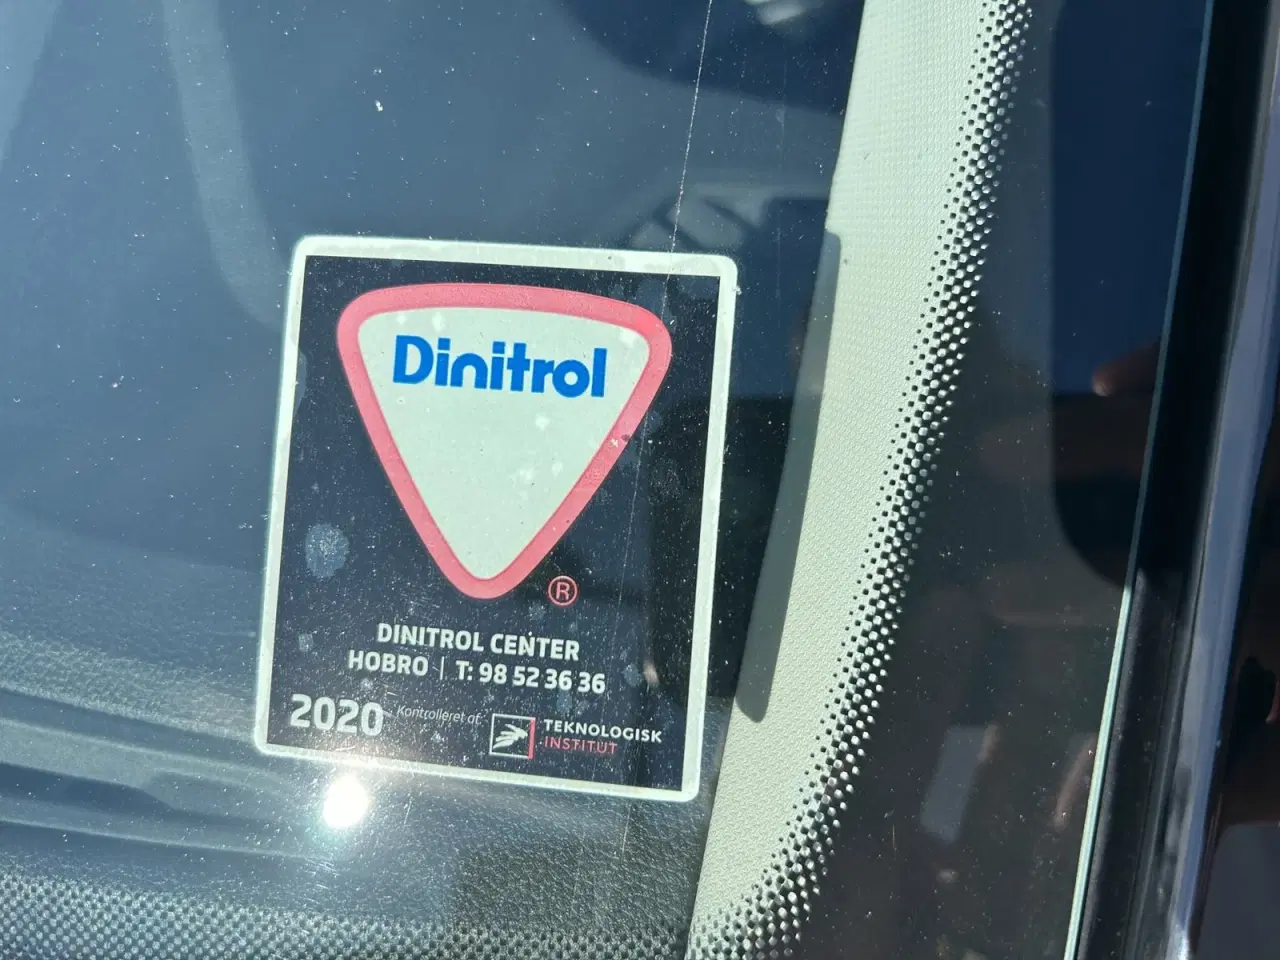 Dinitrol
®
DINITROL CENTER
HOBRO | T: 98 52 36 36
2020 Kontrolleret af: TEKNOLOGISK
INSTITUT